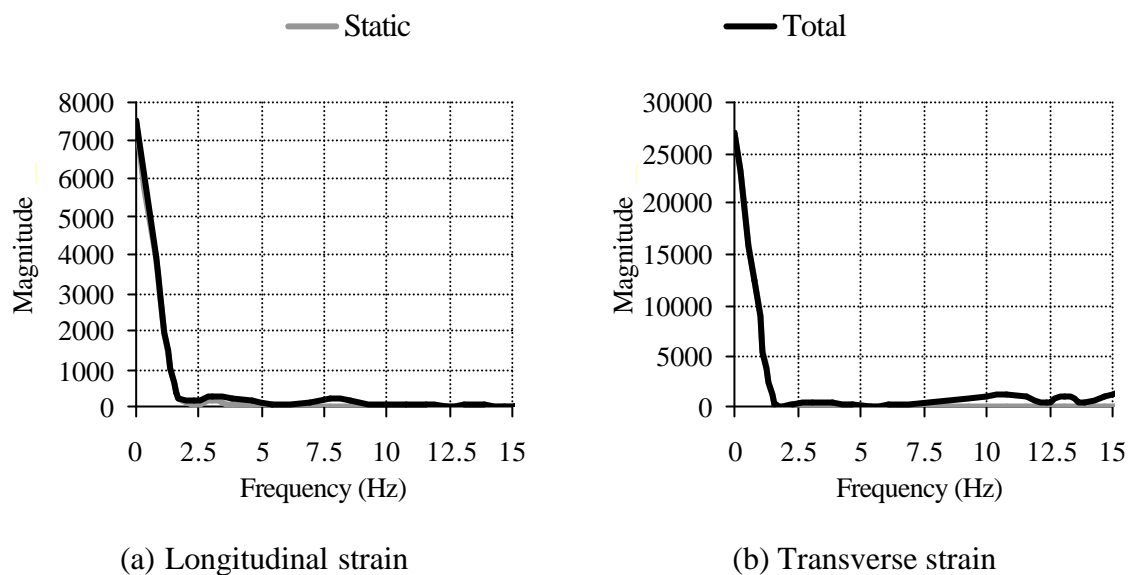 Static
Total
8000
7000
6000
5000
4000
3000
2000
1000
0
Magnitude
0 2.5 5 7.5 10 12.5 15
Frequency (Hz)
(a) Longitudinal strain
30000
25000
20000
15000
10000
5000
0
Magnitude
0 2.5 5 7.5 10 12.5 15
Frequency (Hz)
(b) Transverse strain